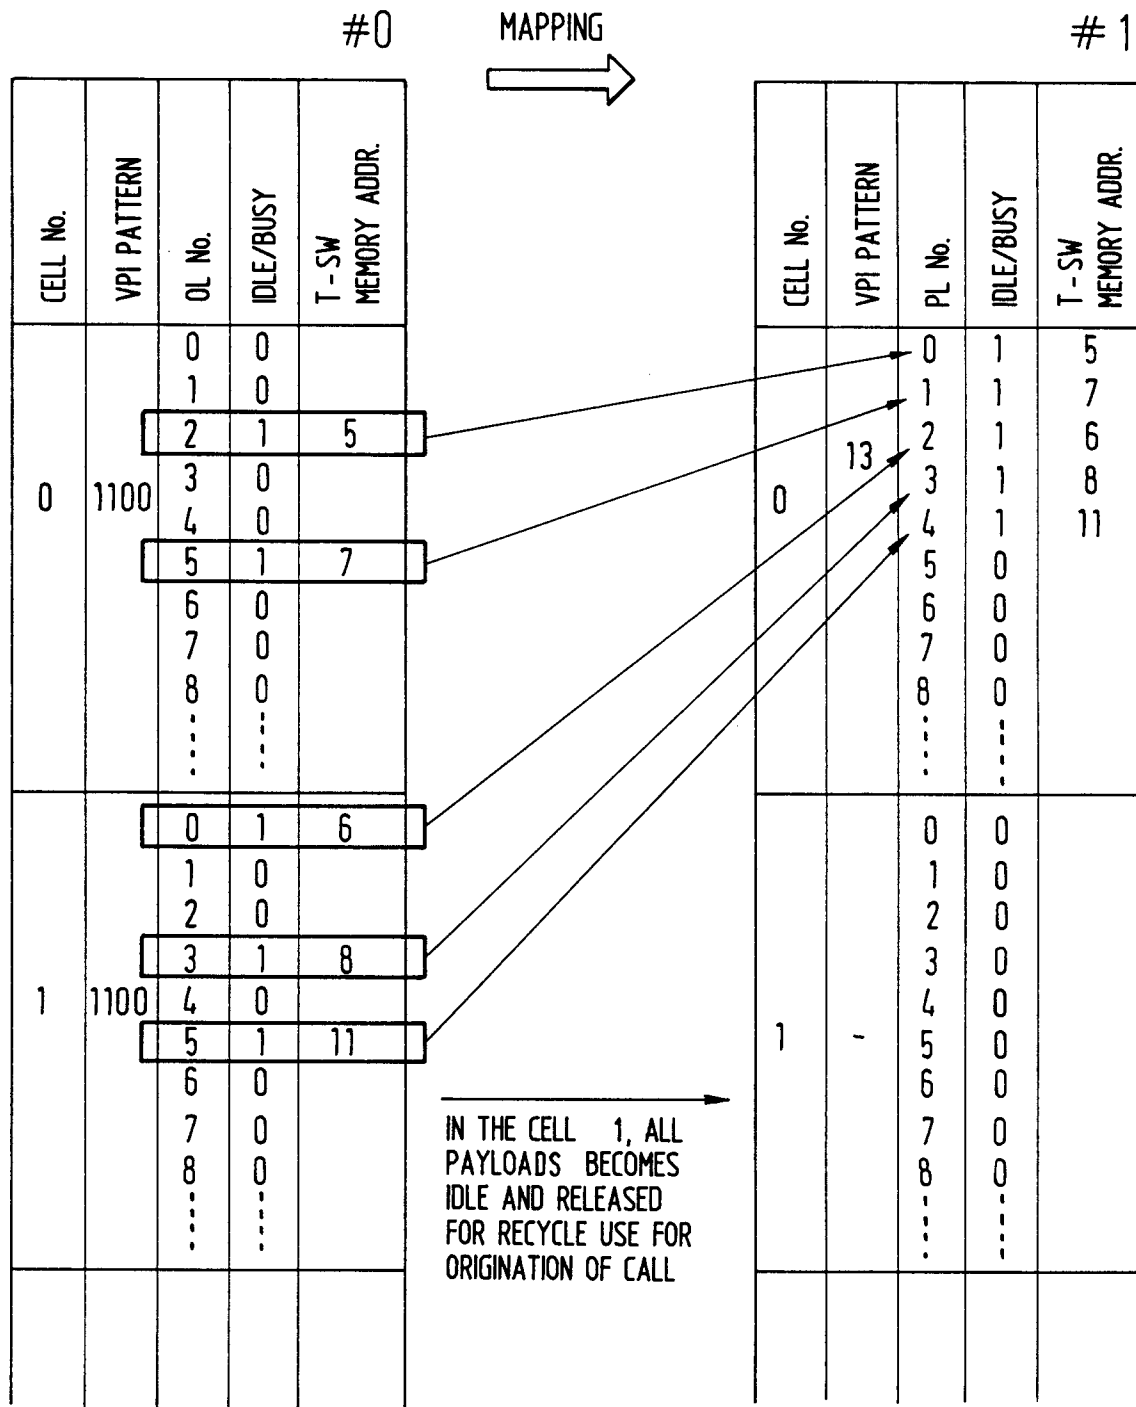 #0 MAPPING # 1
CELL No. VPI PATTERN OL No. IDLE/BUSY T-SW MEMORY ADDR.
0 0
1 0
2 1 5
3 0
0 1100
4 0
5 1 7
6 0
7 0
8 0
0 1 6
1 0
2 0
3 1 8
1 1100 4 0
5 1 11
6 0
7 0
8 0
IN THE CELL 1, ALL
PAYLOADS BECOMES
IDLE AND RELEASED
FOR RECYCLE USE FOR
ORIGINATION OF CALL
CELL No. VPI PATTERN PL No. IDLE/BUSY T-SW MEMORY ADDR.
0 1 5
1 1 7
2 1 6
13
3 1 8
0
4 1 11
5 0
6 0
7 0
8 0
0 0
1 0
2 0
3 0
4 0
1 - 5 0
6 0
7 0
8 0